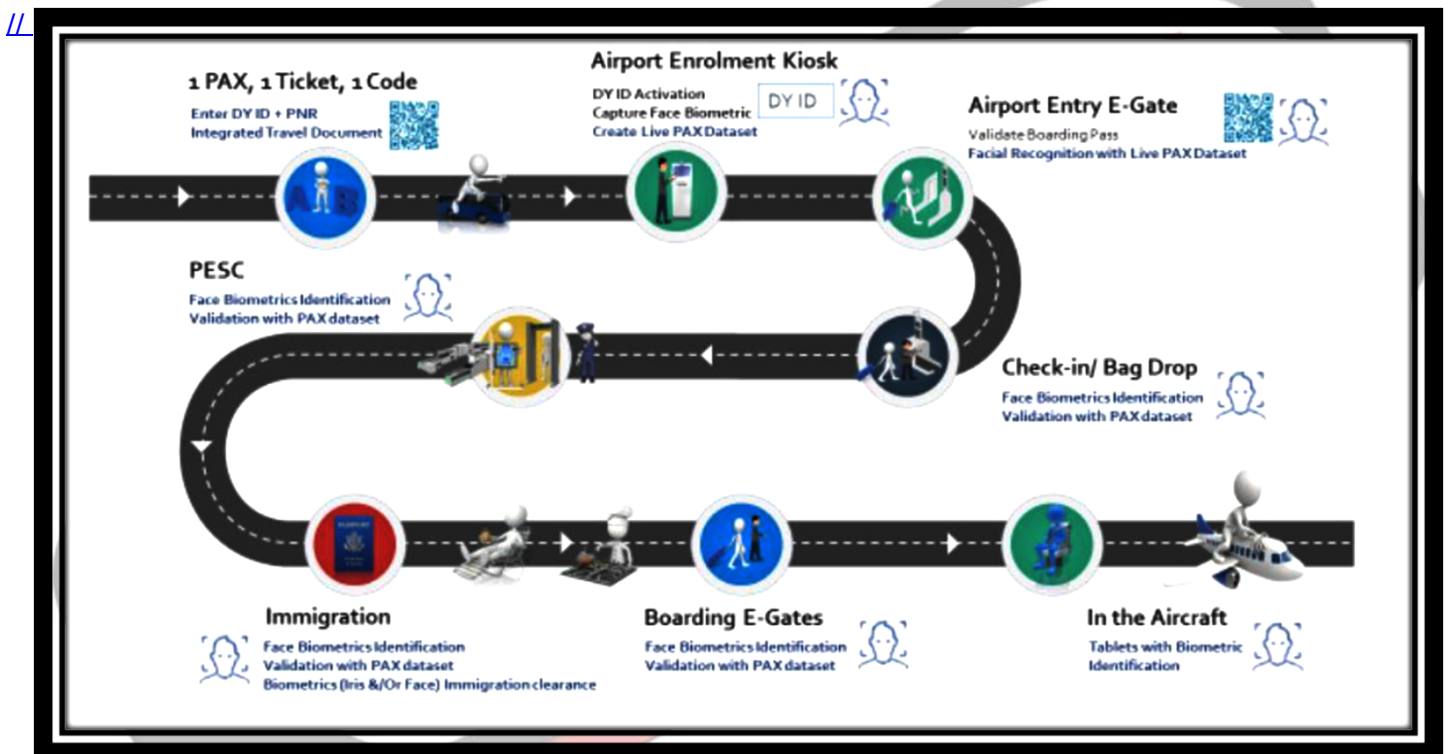 //
1 PAX, 1 Ticket, 1 Code
Enter DY ID + PNR
Integrated Travel Document
Airport Enrolment Kiosk
DY ID Activation
Capture Face Biometric
Create Live PAX Dataset
DY ID
Airport Entry E-Gate
Validate Boarding Pass
Facial Recognition with Live PAX Dataset
A B
PESC
Face Biometrics Identification
Validation with PAX dataset
Check-in/ Bag Drop
Face Biometrics Identification
Validation with PAX dataset
PASSPORT
Immigration
Face Biometrics Identification
Validation with PAX dataset
Biometrics (Iris &/Or Face) Immigration clearance
Boarding E-Gates
Face Biometrics Identification
Validation with PAX dataset
In the Aircraft
Tablets with Biometric
Identification